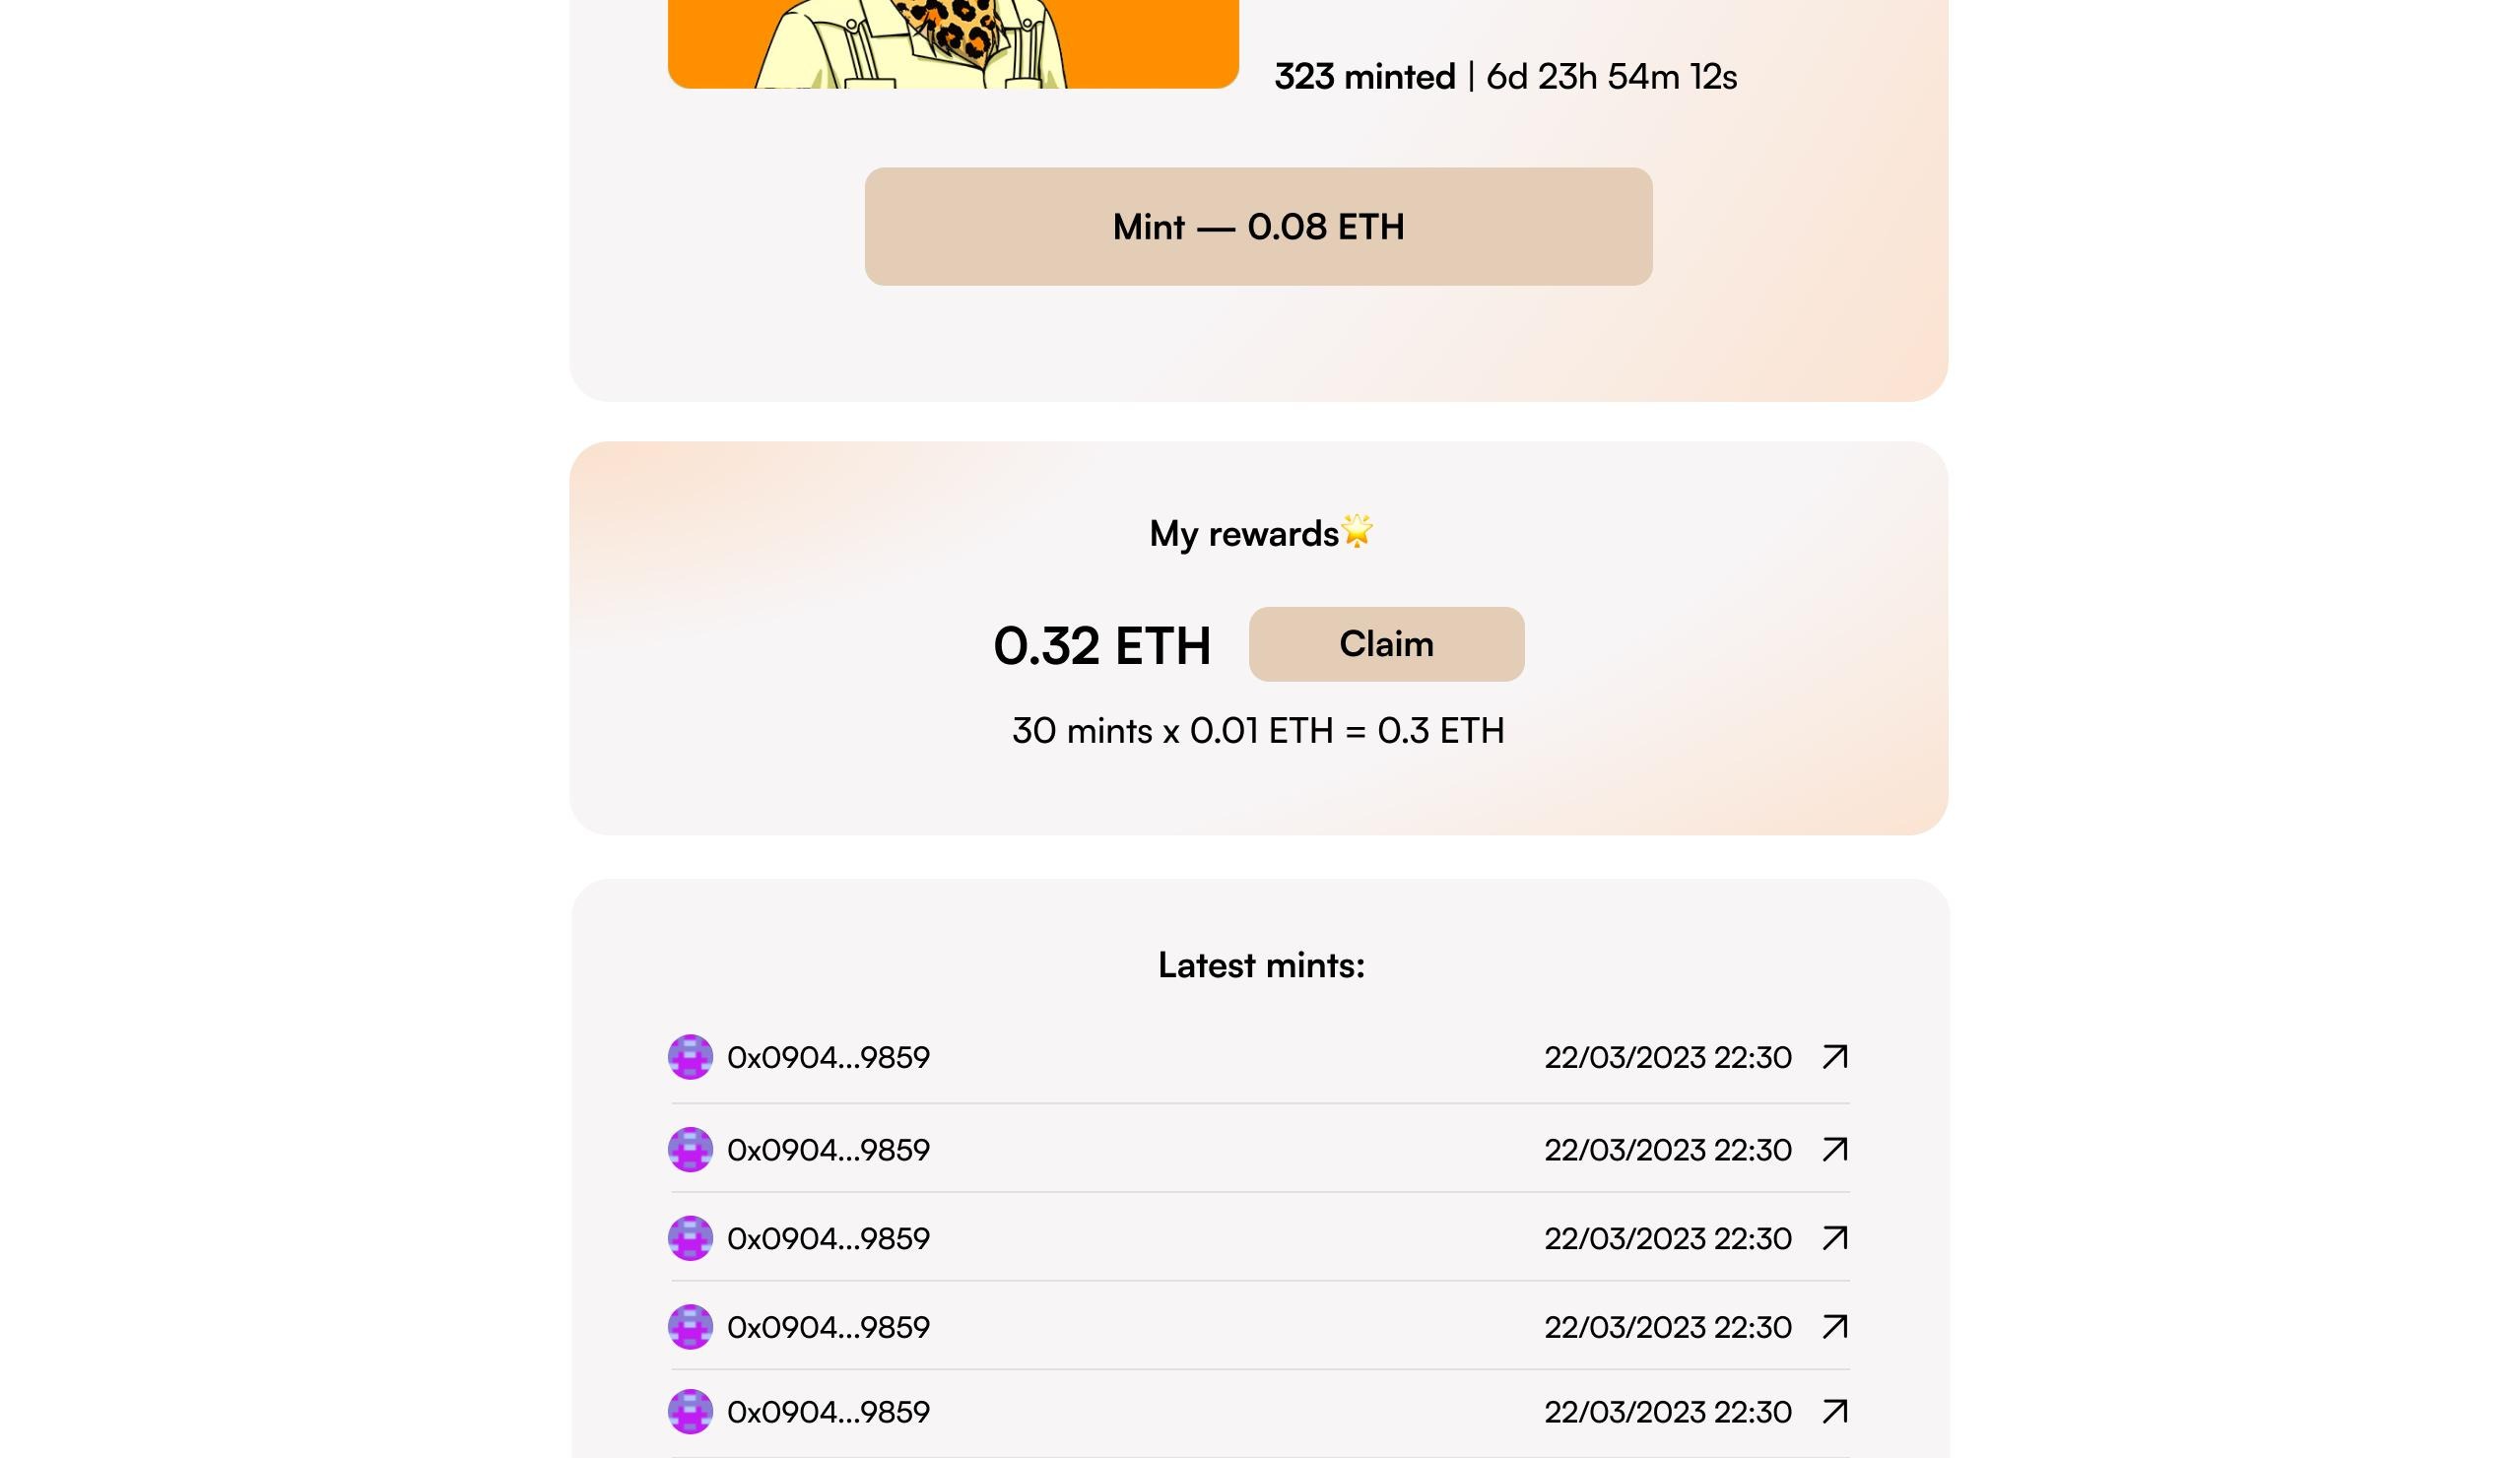 323 minted | 6d 23h 54m 12s
Mint — 0.08 ETH
My rewards🌟
0.32 ETH
Claim
30 mints x 0.01 ETH = 0.3 ETH
Latest mints:
0x0904...9859 22/03/2023 22:30
0x0904...9859 22/03/2023 22:30
0x0904...9859 22/03/2023 22:30
0x0904...9859 22/03/2023 22:30
0x0904...9859 22/03/2023 22:30